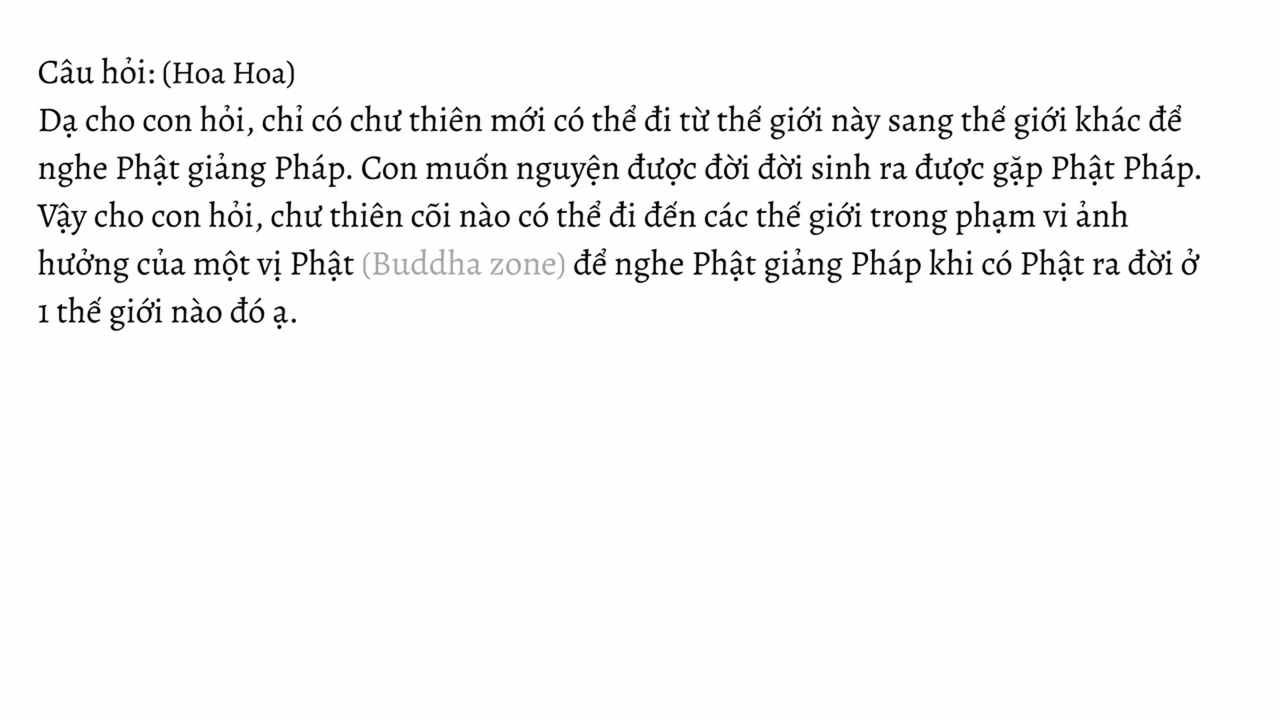 Câu hỏi: (Hoa Hoa)
Dạ cho con hỏi, chỉ có chư thiên mới có thể đi từ thế giới này sang thế giới khác để
nghe Phật giảng Pháp. Con muốn nguyện được đời đời sinh ra được gặp Phật Pháp.
Vậy cho con hỏi, chư thiên cõi nào có thể đi đến các thế giới trong phạm vi ảnh
hưởng của một vị Phật (Buddha zone) để nghe Phật giảng Pháp khi có Phật ra đời ở
1 thế giới nào đó ạ.